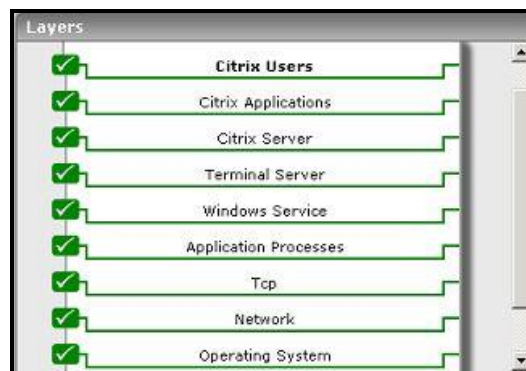 Layers
Citrix Users
Citrix Applications
Citrix Server
Terminal Server
Windows Service
Application Processes
Tcp
Network
Operating System